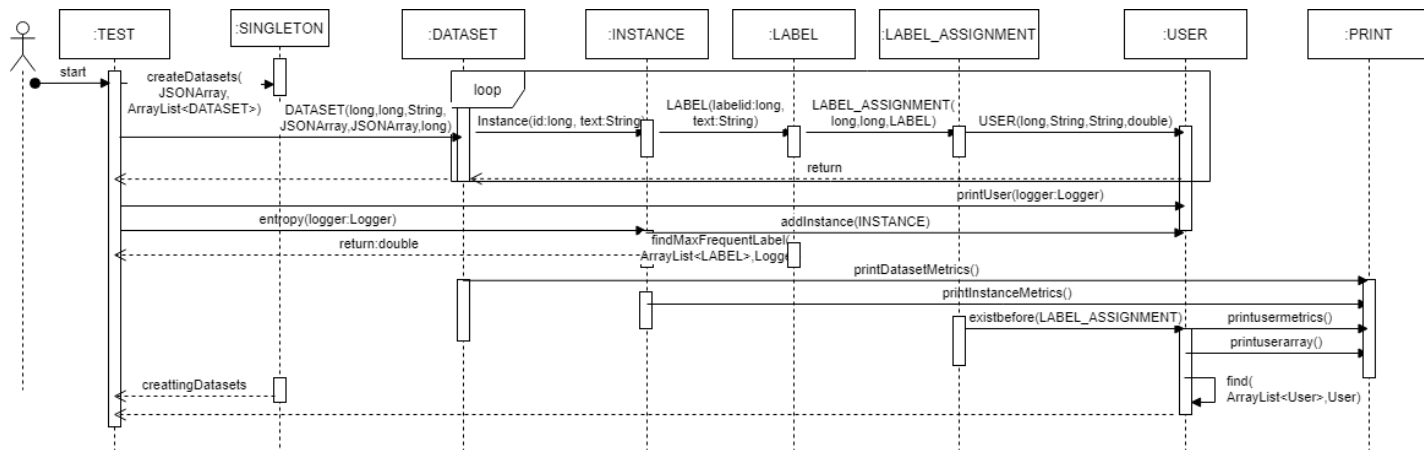 :TEST
:SINGLETON
:DATASET
:INSTANCE
:LABEL
:LABEL_ASSIGNMENT
:USER
:PRINT
start
createDatasets(
JSONArray,
ArrayList<DATASET>)
loop
DATASET(long,long,String,
JSONArray,JSONArray,long)
Instance(id:long, text:String)
LABEL(labelid:long,
text:String)
LABEL_ASSIGNMENT(
long,long,LABEL)
USER(long,String,String,double)
return
printUser(logger:Logger)
entropy(logger:Logger)
addInstance(INSTANCE)
return:double
findMaxFrequentLabel(
ArrayList<LABEL>,Logge
printDatasetMetrics()
printInstanceMetrics()
existbefore(LABEL_ASSIGNMENT)
printusermetrics()
printuserarray()
creattingDatasets
find(
ArrayList<User>,User)